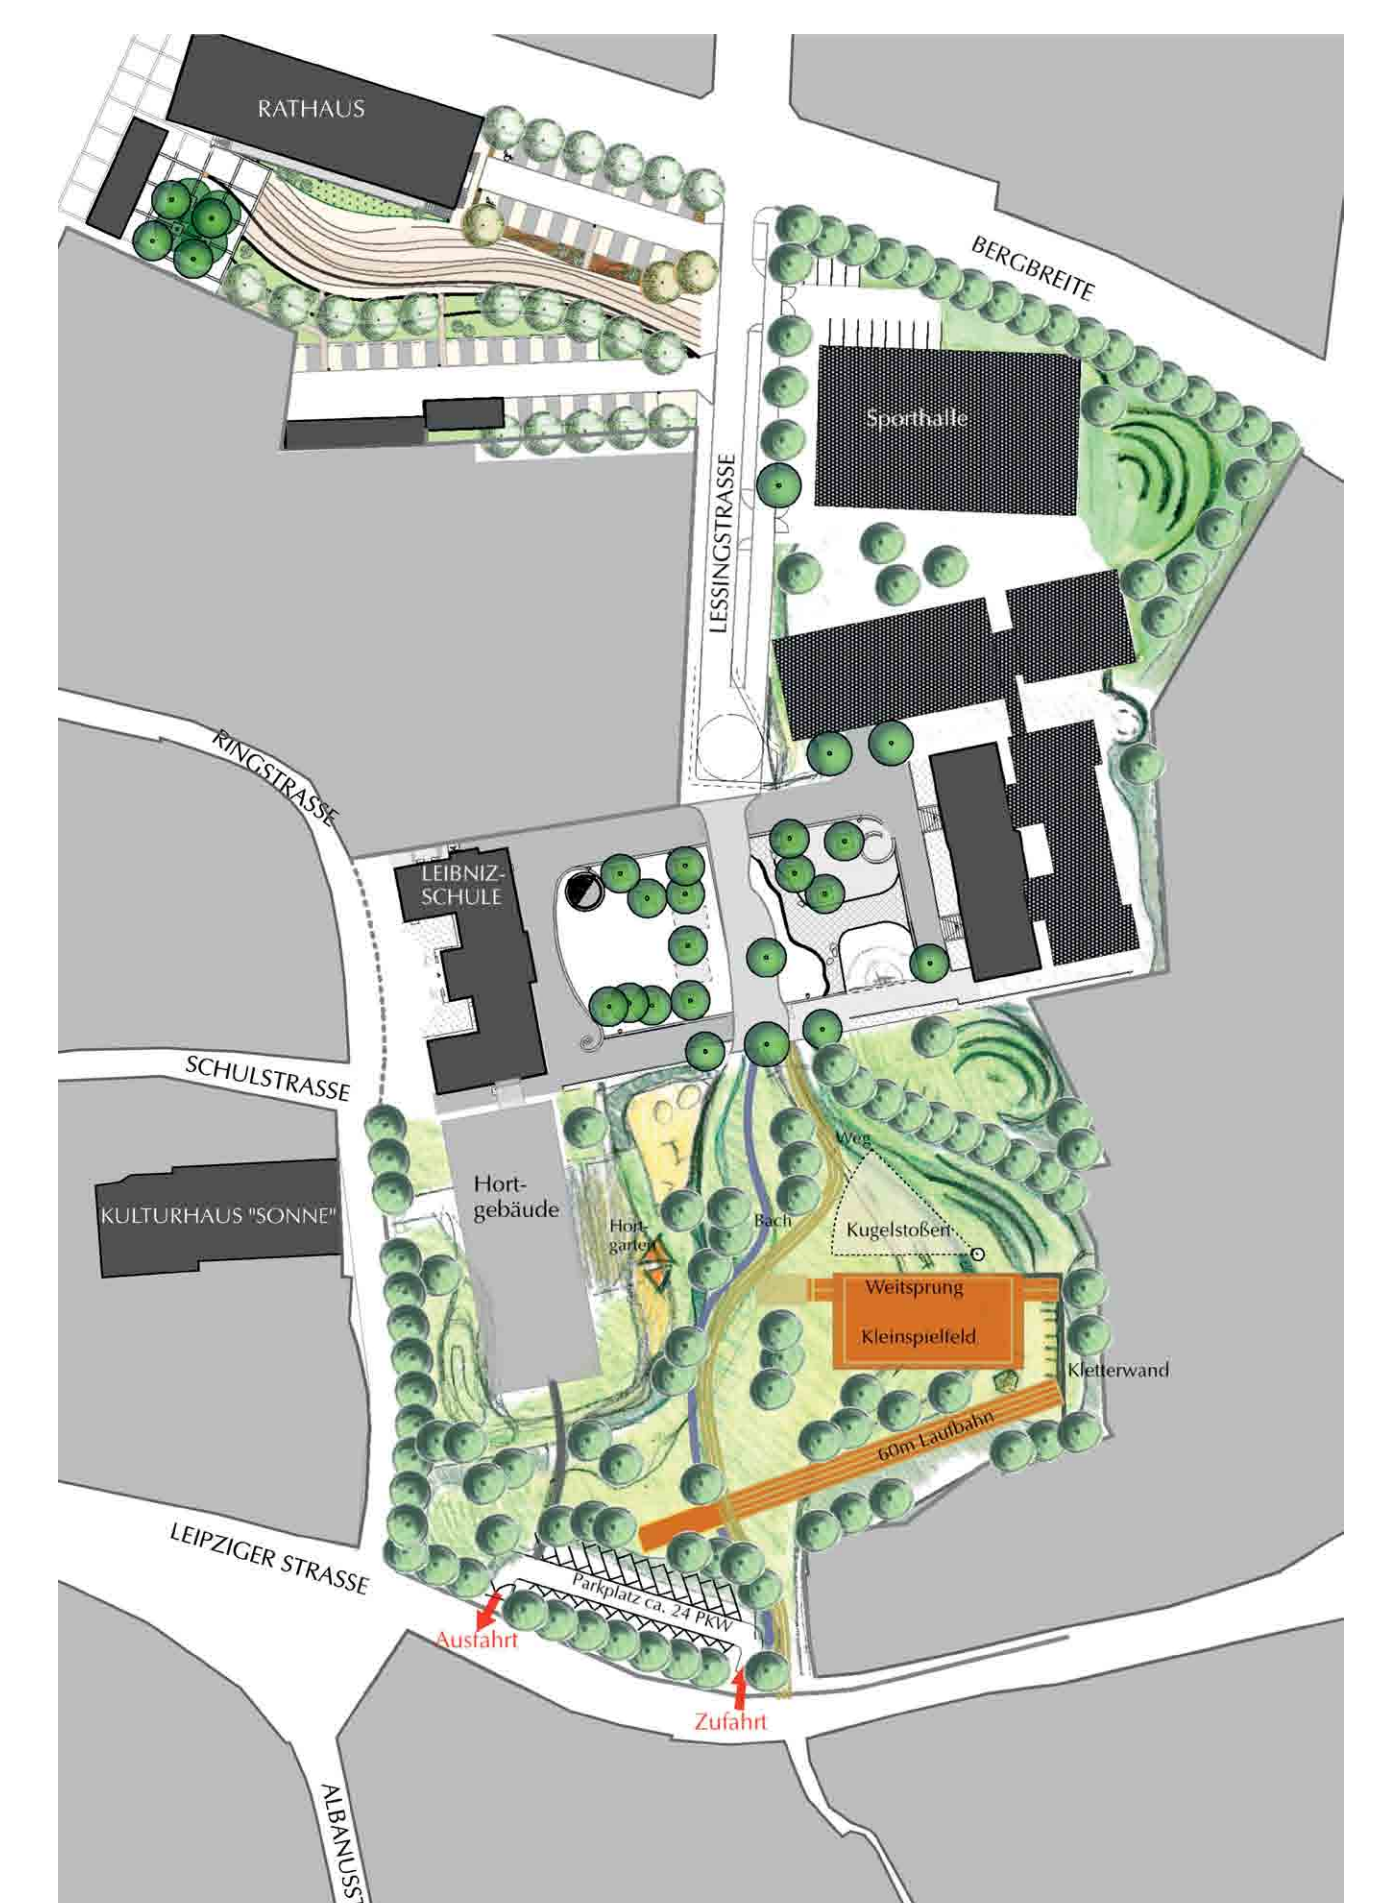 RATHAUS
BERGBREITE
Sporthalle
LESSINGSTRASSE
RINGSTRASSE
LEIBNIZ-
SCHULE
SCHULSTRASSE
Weg
Hort-
gebäude
KULTURHAUS "SONNE"
Hort-
garten
Bach
Kugelstoßen
Weitsprung
Kleinspielfeld
Kletterwand
60m Laufbahn
LEIPZIGER STRASSE
Parkplatz ca. 24 PKW
Ausfahrt
Zufahrt
ALBANUSST